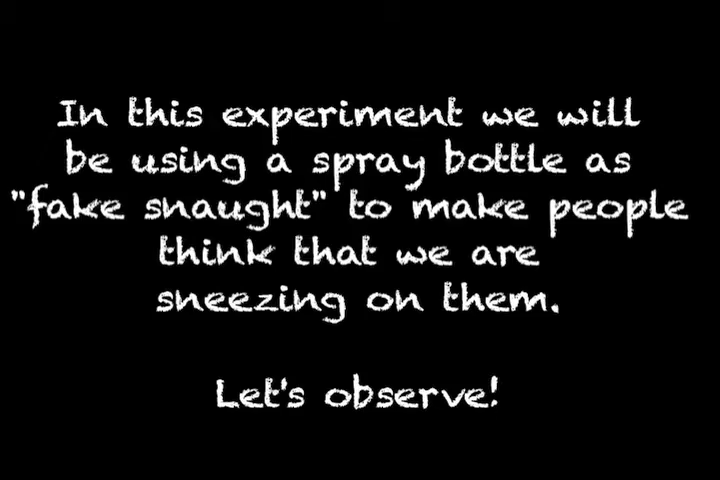 In this experiment we will
be using a spray bottle as
"fake snaught" to make people
think that we are
sneezing on them.
Let's observe!